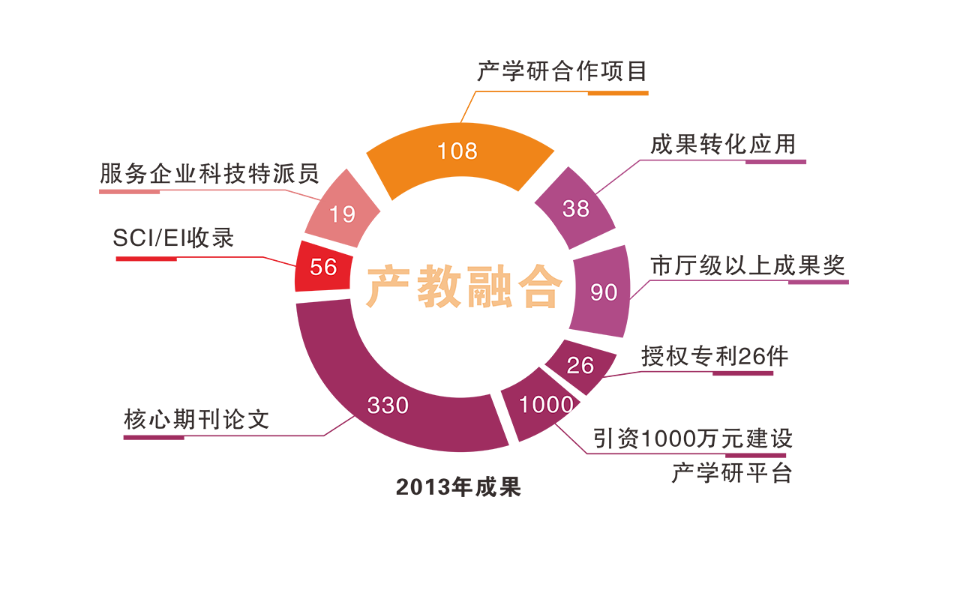 产学研合作项目
108
成果转化应用
38
服务企业科技特派员
19
SCI/EI收录
56
市厅级以上成果奖
90
产教融合
授权专利26件
26
330
1000
核心期刊论文
引资1000万元建设
产学研平台
2013年成果